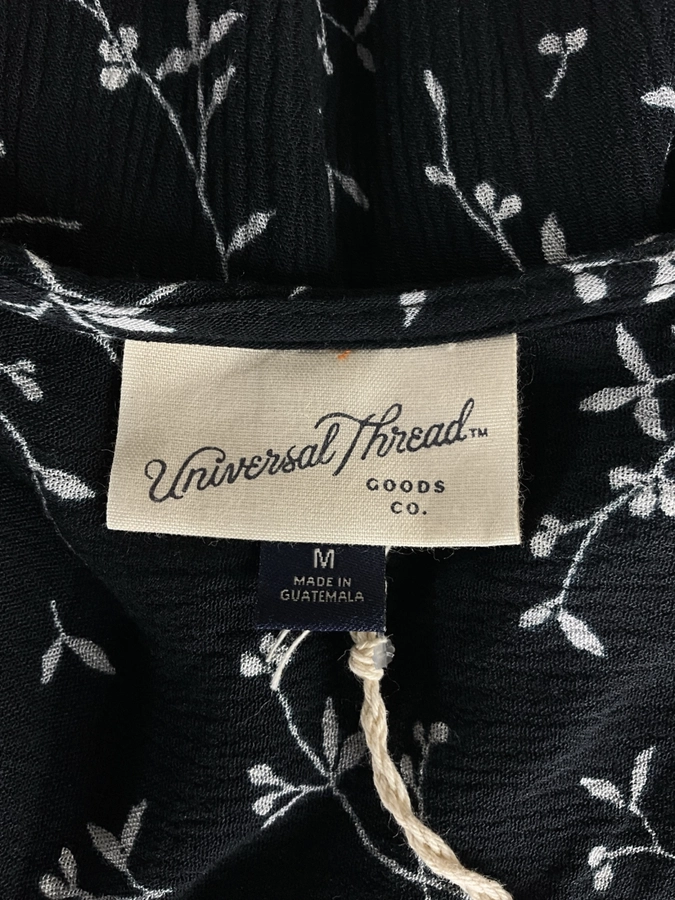 Universal Thread™
GOODS
CO.
M
MADE IN
GUATEMALA